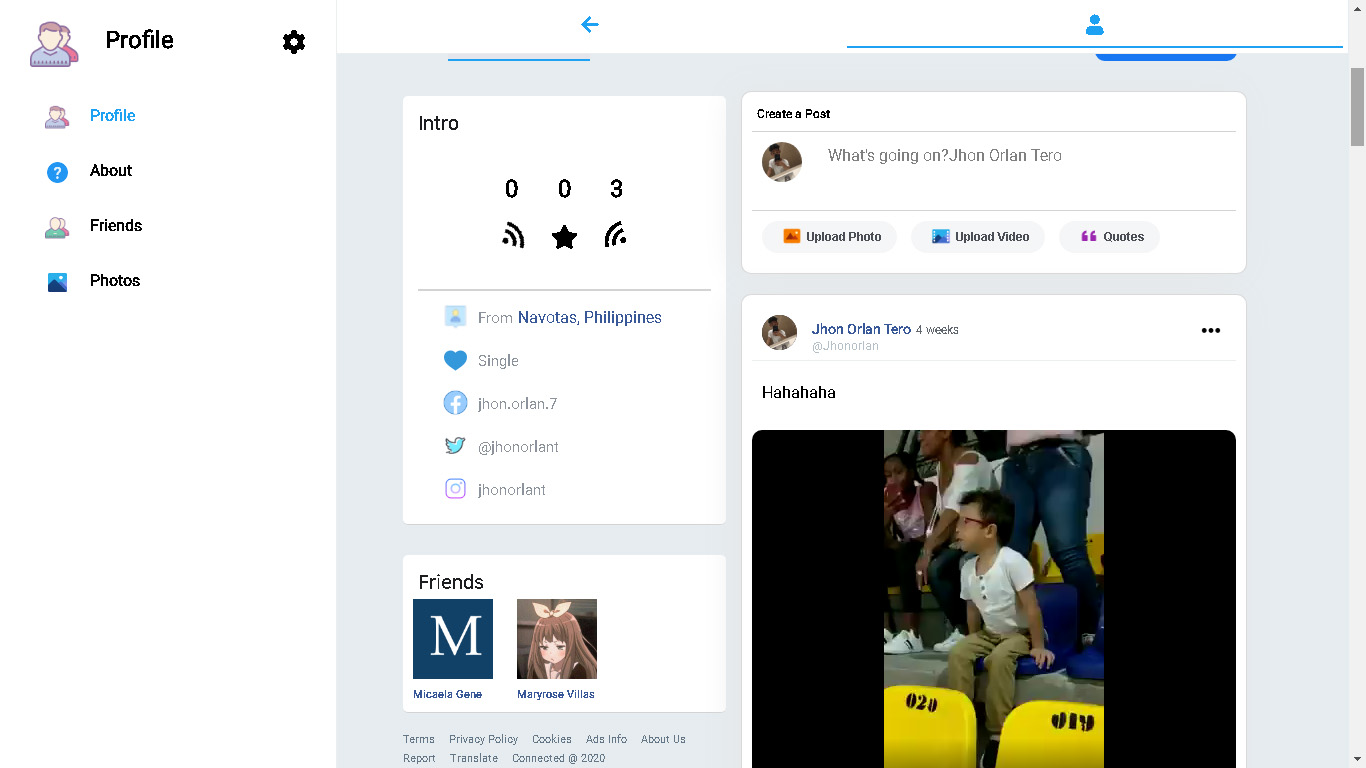 Profile
Profile
About
Friends
Photos
Intro
0 0 3
From Navotas, Philippines
Single
jhon.orlan.7
@jhonorlant
jhonorlant
Friends
M
Micaela Gene
Maryrose Villas
Terms Privacy Policy Cookies Ads Info About Us
Report Translate Connected @ 2020
Create a Post
What's going on?Jhon Orlan Tero
Upload Photo Upload Video Quotes
Jhon Orlan Tero 4 weeks
@Jhonorlan
Hahahaha
020
019